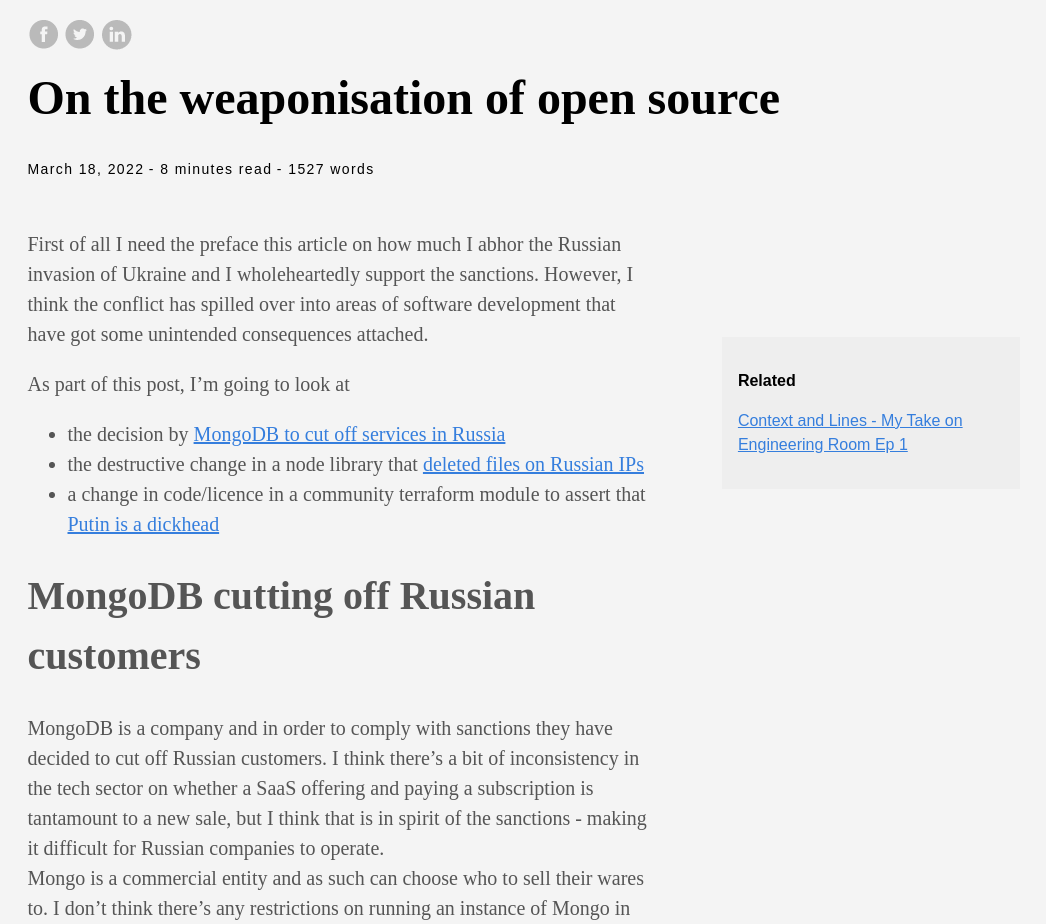 On the weaponisation of open source
March 18, 2022 - 8 minutes read - 1527 words
First of all I need the preface this article on how much I abhor the Russian
invasion of Ukraine and I wholeheartedly support the sanctions. However, I
think the conflict has spilled over into areas of software development that
have got some unintended consequences attached.
As part of this post, I’m going to look at
• the decision by MongoDB to cut off services in Russia
• the destructive change in a node library that deleted files on Russian IPs
• a change in code/licence in a community terraform module to assert that
Putin is a dickhead
MongoDB cutting off Russian
customers
MongoDB is a company and in order to comply with sanctions they have
decided to cut off Russian customers. I think there’s a bit of inconsistency in
the tech sector on whether a SaaS offering and paying a subscription is
tantamount to a new sale, but I think that is in spirit of the sanctions - making
it difficult for Russian companies to operate.
Mongo is a commercial entity and as such can choose who to sell their wares
to. I don’t think there’s any restrictions on running an instance of Mongo in
Related
Context and Lines - My Take on
Engineering Room Ep 1